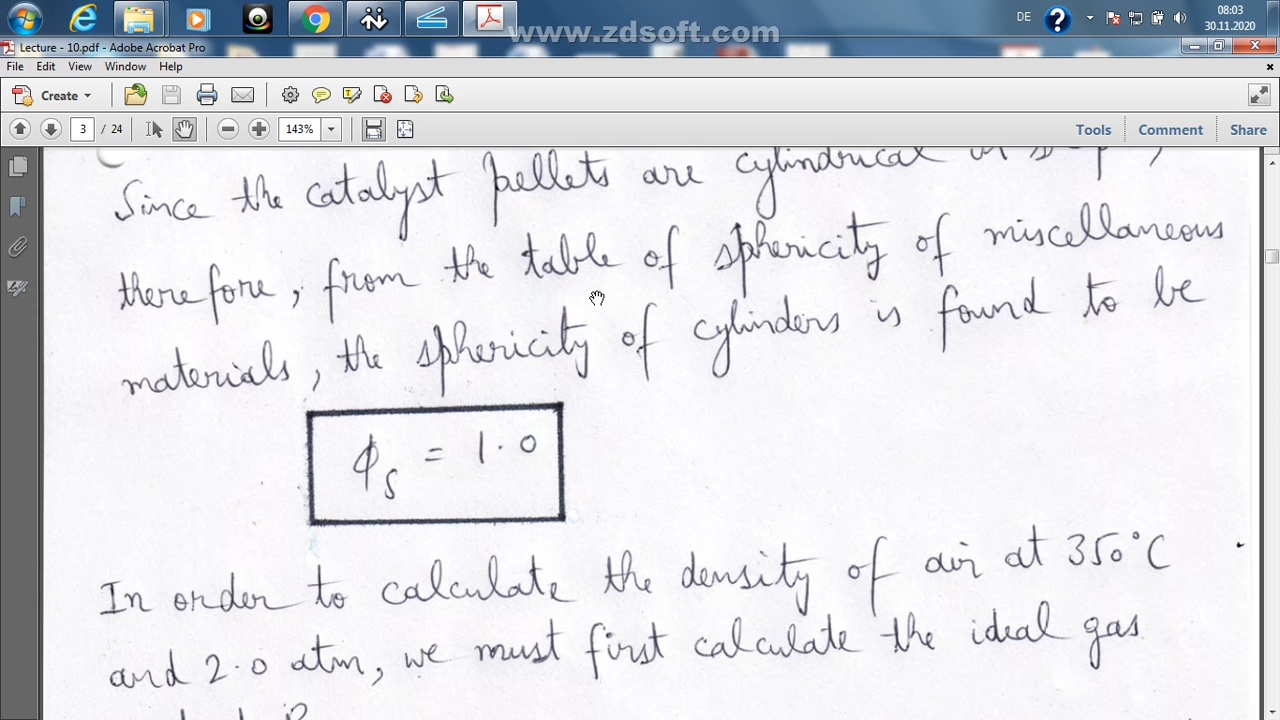 www.zdsoft.com
DE
08:03
30.11.2020
Lecture - 10.pdf - Adobe Acrobat Pro
File Edit View Window Help
Create
3 / 24
143%
Tools Comment Share
Since the catalyst pellets are cylindrical in
therefore, from the table of sphericity of miscellaneous
materials, the sphericity of cylinders is found to be
ϕs = 1.0
In order to calculate the density of air at 350°C
and 2.0 atm, we must first calculate the ideal gas